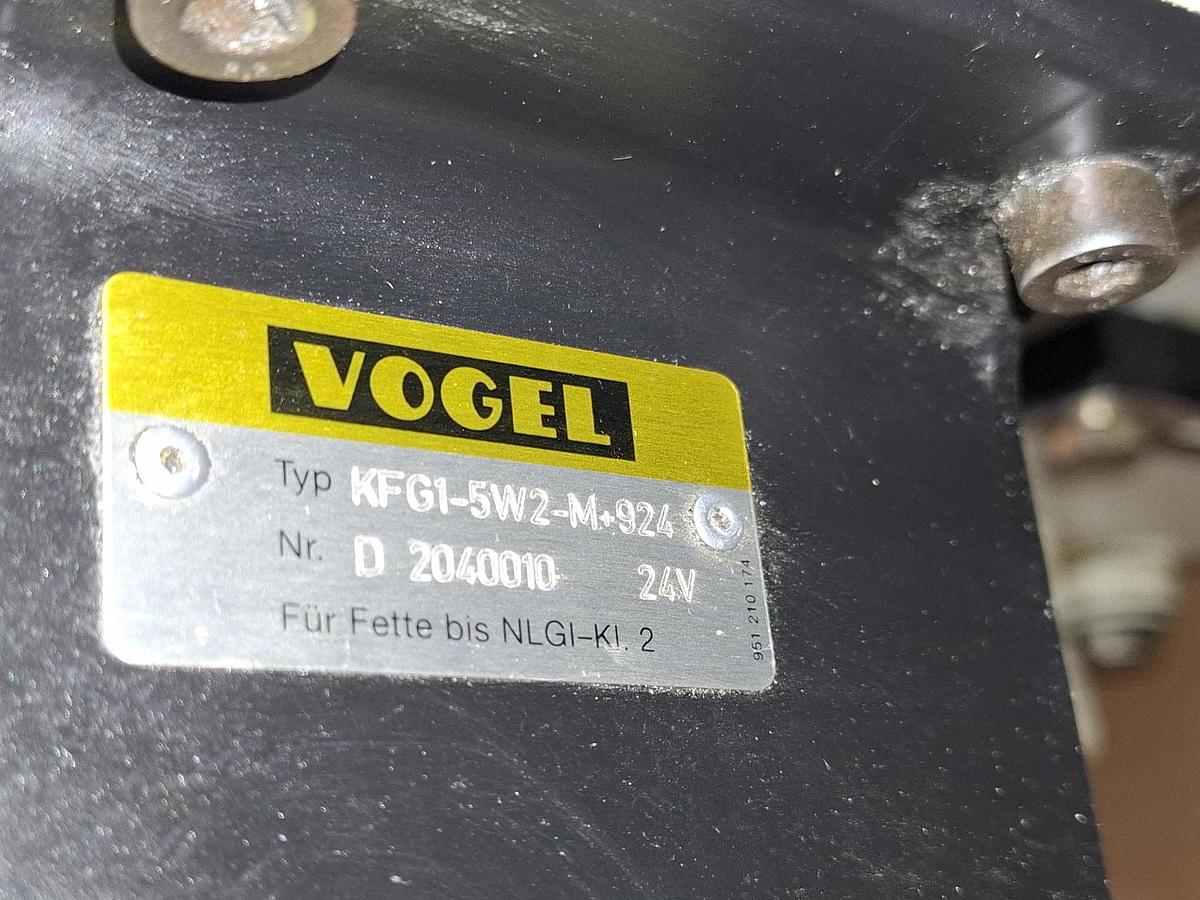 VOGEL
Typ KFG1-5W2-M+924
Nr. D 2040010 24V
Für Fette bis NLGI-Kl. 2
951 210 174